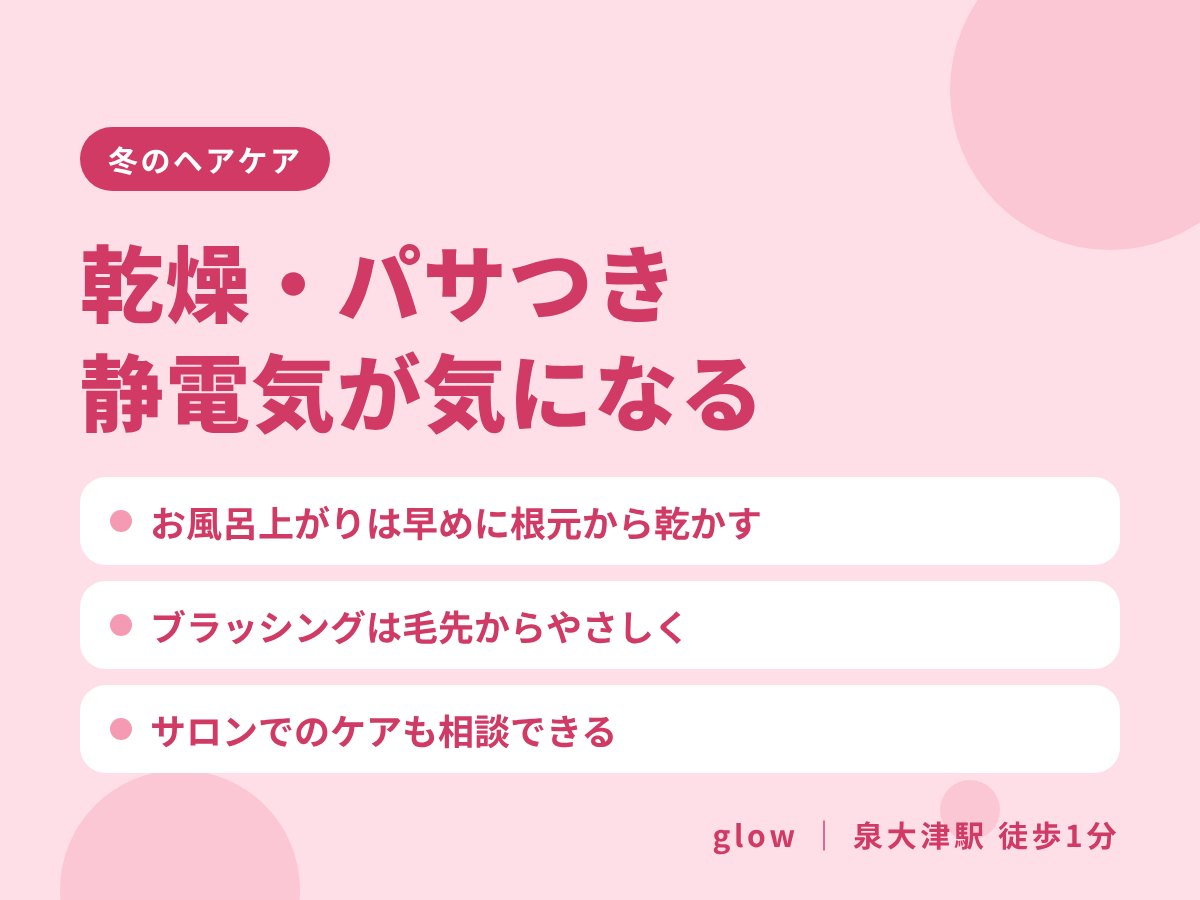 冬のヘアケア
乾燥・パサつき
静電気が気になる
お風呂上がりは早めに根元から乾かす
ブラッシングは毛先からやさしく
サロンでのケアも相談できる
glow ｜ 泉大津駅 徒歩1分